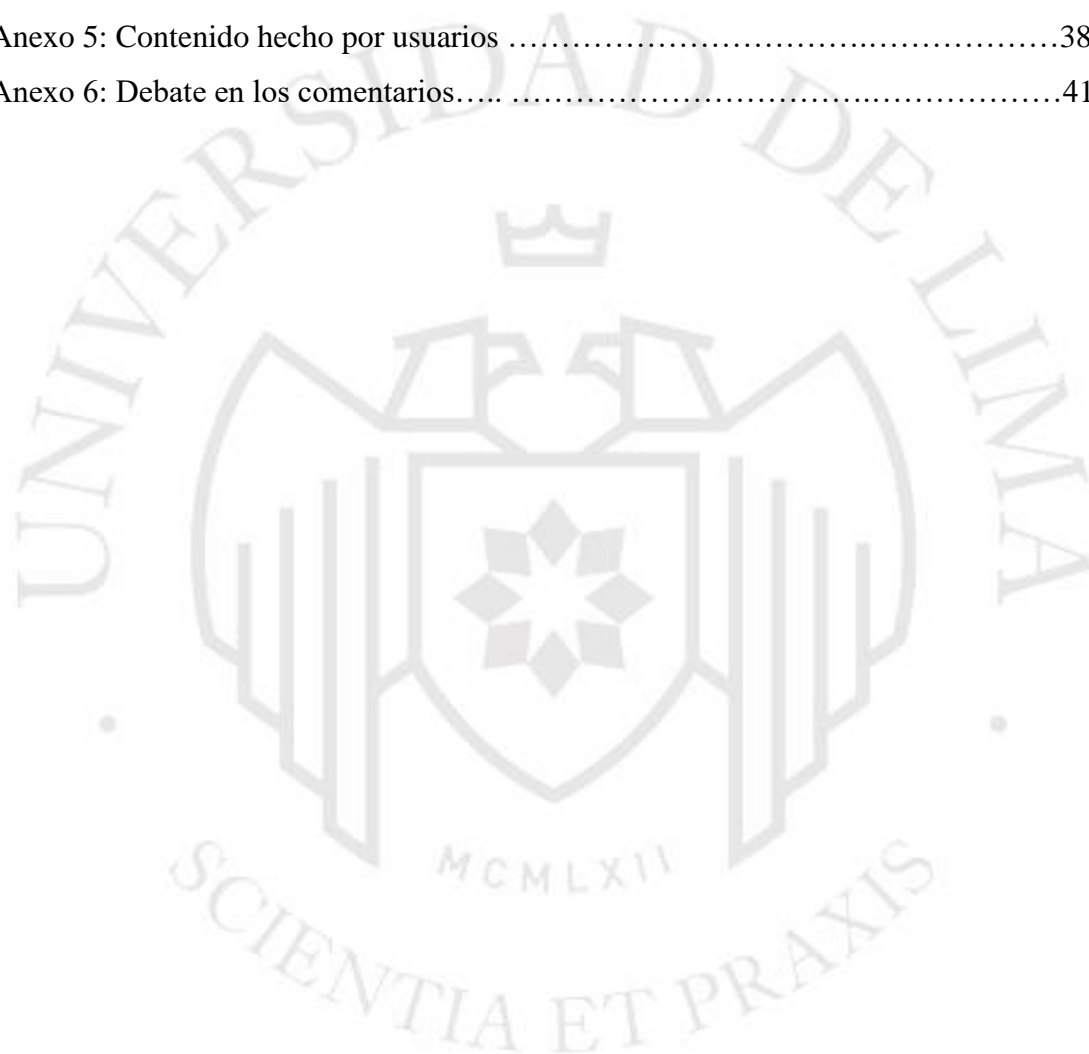 Anexo 5: Contenido hecho por usuarios …………………………….………………38
Anexo 6: Debate en los comentarios….. …………………………….………………41
UNIVERSIDAD DE LIMA
MCMLXII
SCIENTIA ET PRAXIS